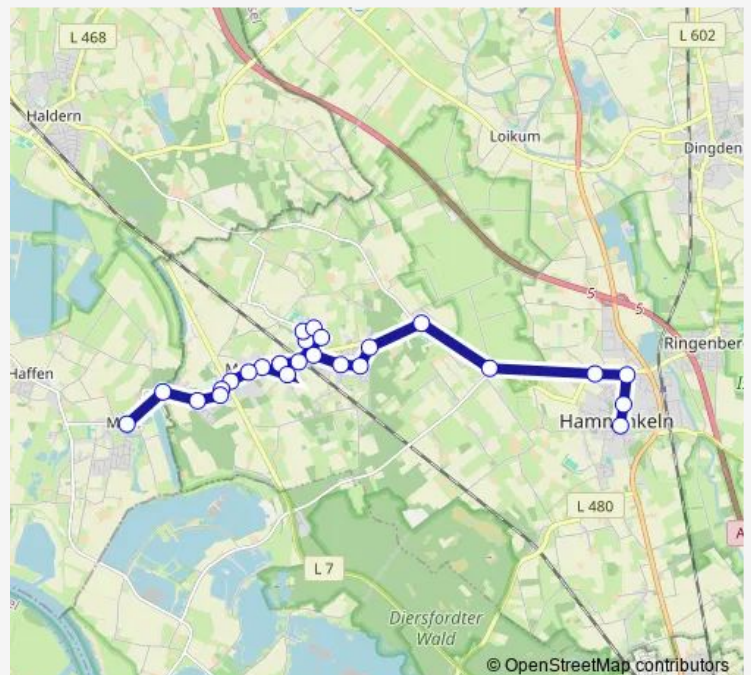 L 468
L 602
Haldern
Loikum
Dingden
5
5
Ringenber
Haffen
M
M
Hamminkeln
L 480
A
L 7
Diersfordter
Wald
© OpenStreetMap contributors